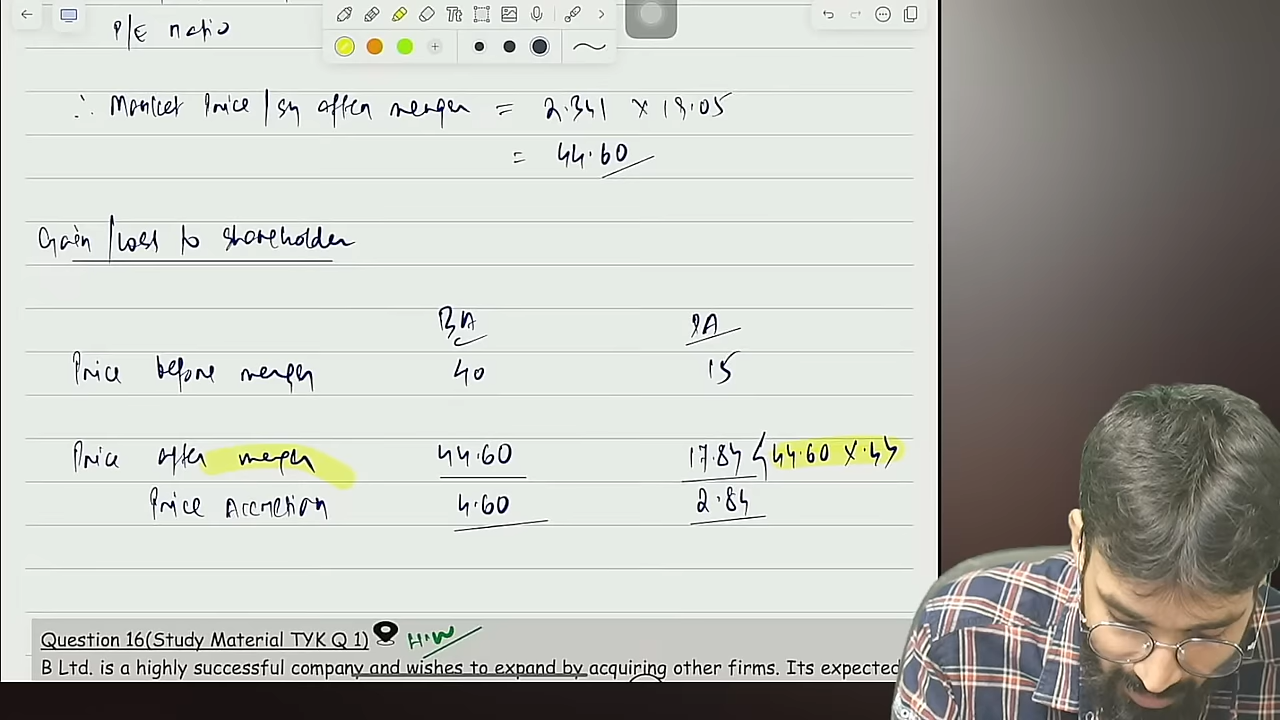 P/E ratio
∴ Market Price / sh after merger = 2.341 × 19.05
= 44.60
Gain / Loss to shareholder
BA
Price before merger 40 15
Price after merger 44.60 17.84 (44.60 × .4)
Price Accretion 4.60 2.84
Question 16(Study Material TYK Q 1) H.W
B Ltd. is a highly successful company and wishes to expand by acquiring other firms. Its expected